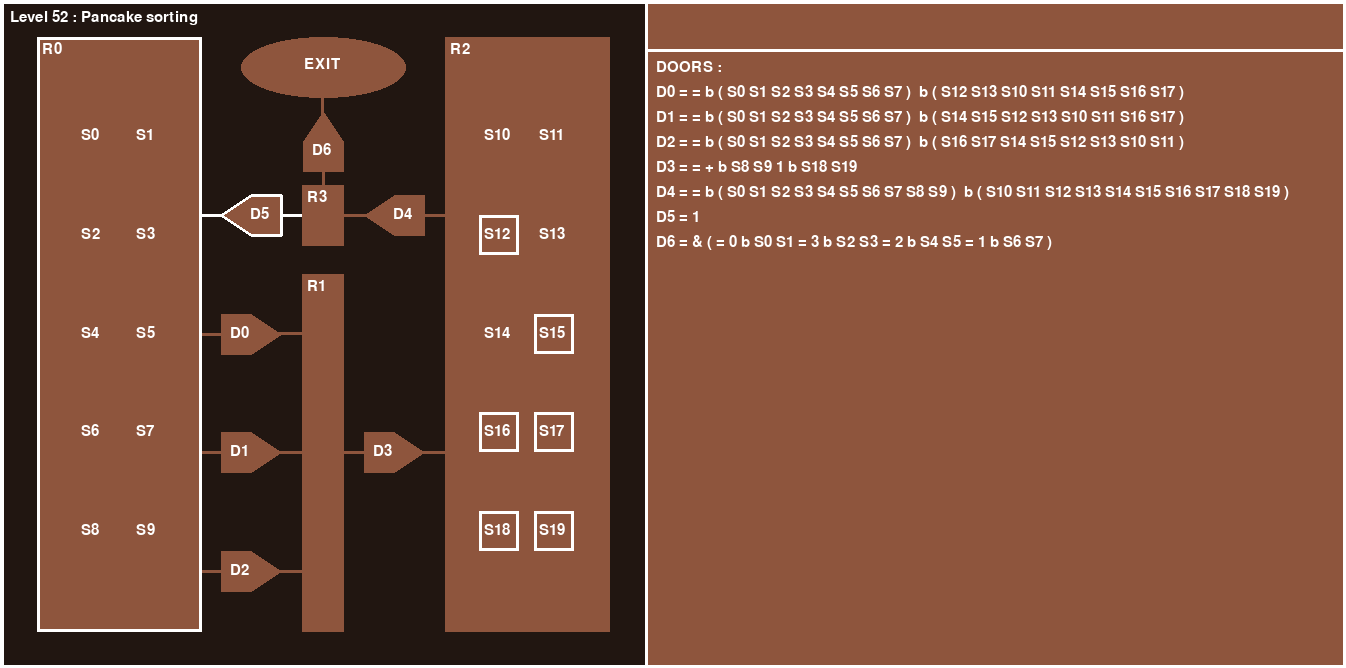 Level 52 : Pancake sorting
R0
EXIT
R2
S0 S1
S10 S11
D6
R3
D5
D4
S2 S3
S12 S13
R1
S4 S5
D0
S14 S15
S6 S7
D1
D3
S16 S17
S8 S9
S18 S19
D2
DOORS :
D0 = = b ( S0 S1 S2 S3 S4 S5 S6 S7 ) b ( S12 S13 S10 S11 S14 S15 S16 S17 )
D1 = = b ( S0 S1 S2 S3 S4 S5 S6 S7 ) b ( S14 S15 S12 S13 S10 S11 S16 S17 )
D2 = = b ( S0 S1 S2 S3 S4 S5 S6 S7 ) b ( S16 S17 S14 S15 S12 S13 S10 S11 )
D3 = = + b S8 S9 1 b S18 S19
D4 = = b ( S0 S1 S2 S3 S4 S5 S6 S7 S8 S9 ) b ( S10 S11 S12 S13 S14 S15 S16 S17 S18 S19 )
D5 = 1
D6 = & ( = 0 b S0 S1 = 3 b S2 S3 = 2 b S4 S5 = 1 b S6 S7 )